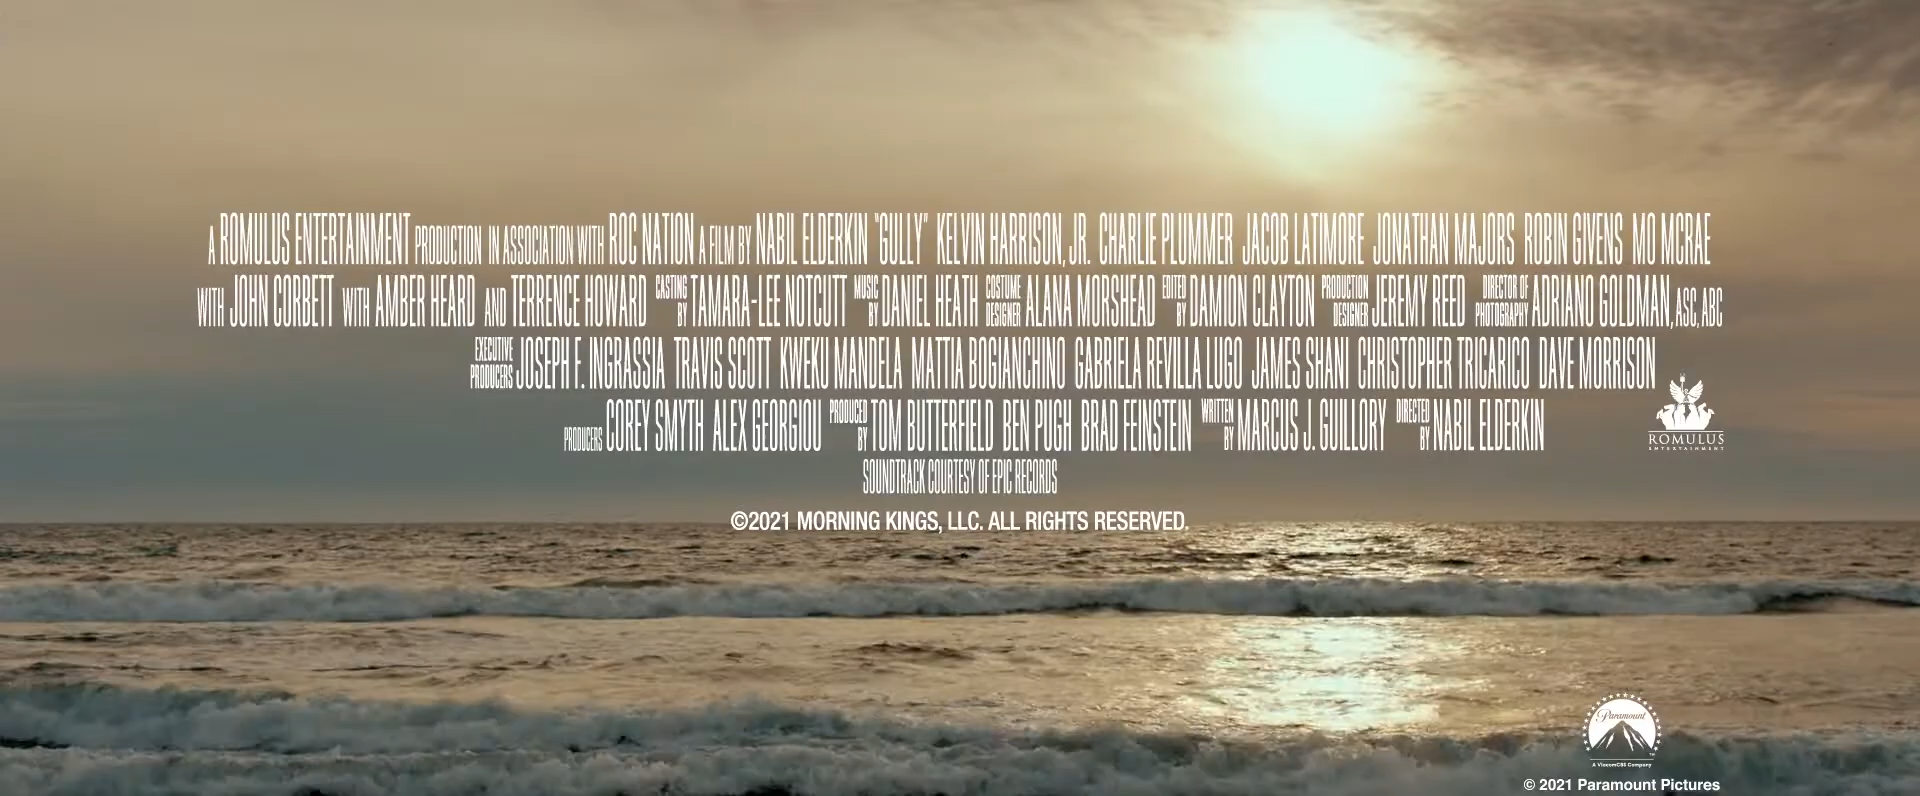 A ROMULUS ENTERTAINMENT PRODUCTION IN ASSOCIATION WITH ROC NATION A FILM BY NABIL ELDERKIN "GULLY" KELVIN HARRISON, JR. CHARLIE PLUMMER JACOB LATIMORE JONATHAN MAJORS ROBIN GIVENS MO MCRAE
WITH JOHN CORBETT WITH AMBER HEARD AND TERRENCE HOWARD CASTING BY TAMARA-LEE NOTCUTT MUSIC BY DANIEL HEATH COSTUME DESIGNER ALANA MORSHEAD EDITED BY DAMION CLAYTON PRODUCTION DESIGNER JEREMY REED DIRECTOR OF PHOTOGRAPHY ADRIANO GOLDMAN, ASC, ABC
EXECUTIVE PRODUCERS JOSEPH F. INGRASSIA TRAVIS SCOTT KWEKU MANDELA MATTIA BOGIANCHINO GABRIELA REVILLA LUGO JAMES SHANI CHRISTOPHER TRICARICO DAVE MORRISON
PRODUCERS COREY SMYTH ALEX GEORGIOU PRODUCED BY TOM BUTTERFIELD BEN PUGH BRAD FEINSTEIN WRITTEN BY MARCUS J. GUILLORY DIRECTED BY NABIL ELDERKIN
ROMULUS
ENTERTAINMENT
SOUNDTRACK COURTESY OF EPIC RECORDS
©2021 MORNING KINGS, LLC. ALL RIGHTS RESERVED.
Paramount
A ViacomCBS Company
© 2021 Paramount Pictures